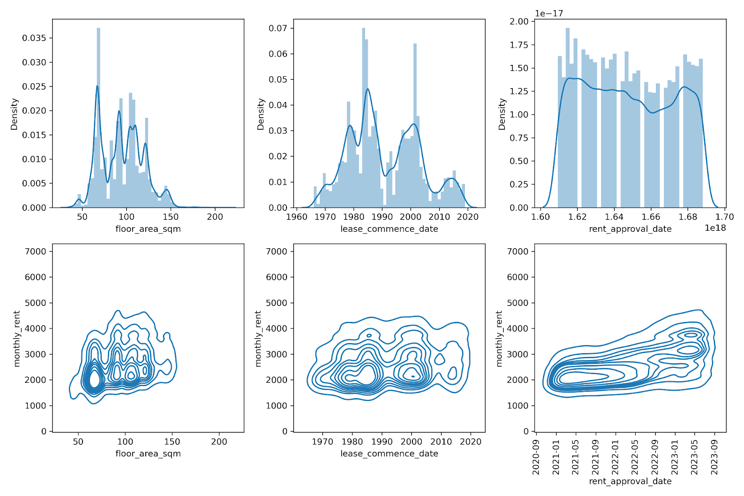 1e−17
0.035
0.030
0.025
0.020
0.015
0.010
0.005
0.000
Density
50 100 150 200
floor_area_sqm
0.07
0.06
0.05
0.04
0.03
0.02
0.01
0.00
Density
1960 1970 1980 1990 2000 2010 2020
lease_commence_date
2.00
1.75
1.50
1.25
1.00
0.75
0.50
0.25
0.00
Density
1.60 1.62 1.64 1.66 1.68 1.70
rent_approval_date
1e18
7000
6000
5000
4000
3000
2000
1000
0
monthly_rent
50 100 150 200
floor_area_sqm
7000
6000
5000
4000
3000
2000
1000
0
monthly_rent
1970 1980 1990 2000 2010 2020
lease_commence_date
7000
6000
5000
4000
3000
2000
1000
0
monthly_rent
2020-09 2021-01 2021-05 2021-09 2022-01 2022-05 2022-09 2023-01 2023-05 2023-09
rent_approval_date